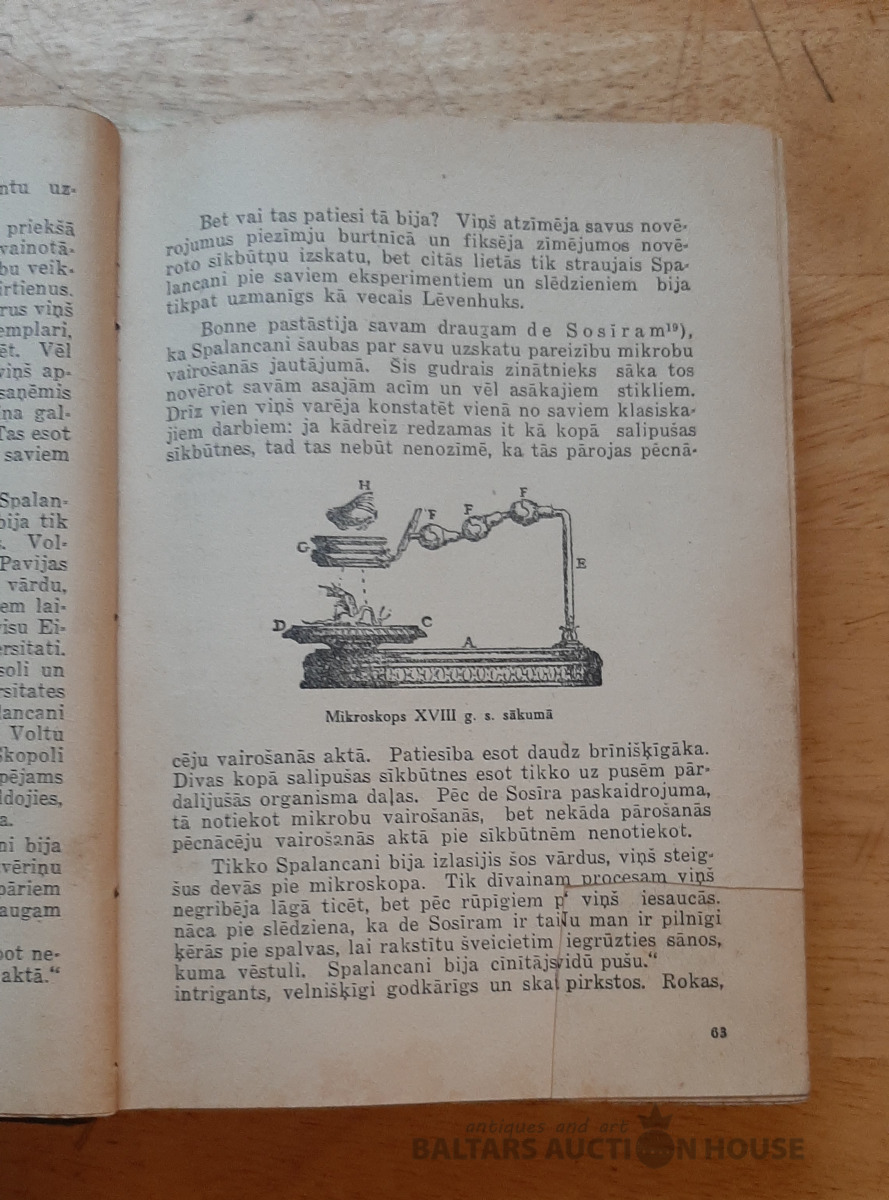 ntu uz-
priekšā
vainotā-
bu veik-
irtienus.
rus viņš
emplari,
ēt. Vēl
viņš ap-
saņēmis
na gal-
Tas esot
saviem
Spalan-
bija tik
s. Vol-
Pavijas
vārdu,
em lai-
visu Ei-
ersitati.
soli un
rsitates
lancani
Voltu
Skopoli
pējams
ldojies,
a.
ni bija
vēriņu
pāriem
augam
bot ne-
aktā.“
Bet vai tas patiesi tā bija? Viņš atzīmēja savus novē-
rojumus piezīmju burtnīcā un fiksēja zīmējumos novē-
roto sīkbūtņu izskatu, bet citās lietās tik straujais Spa-
lancani pie saviem eksperimentiem un slēdzieniem bija
tikpat uzmanīgs kā vecais Lēvenhuks.
Bonne pastāstija savam draugam de Sosīram¹⁹),
ka Spalancani šaubas par savu uzskatu pareizību mikrobu
vairošanās jautājumā. Šis gudrais zinātnieks sāka tos
novērot savām asajām acīm un vēl asākajiem stikliem.
Drīz vien viņš varēja konstatēt vienā no saviem klasiska-
jiem darbiem: ja kādreiz redzamas it kā kopā salipušas
sīkbūtnes, tad tas nebūt nenozīmē, ka tās pārojas pēcnā-
H
F
F
F
G
E
D
C
A
Mikroskops XVIII g. s. sākumā
cēju vairošanās aktā. Patiesība esot daudz brīnišķīgāka.
Divas kopā salipušas sīkbūtnes esot tikko uz pusēm pār-
dalijušās organisma daļas. Pēc de Sosīra paskaidrojuma,
tā notiekot mikrobu vairošanās, bet nekāda pārošanās
pēcnācēju vairošanās aktā pie sīkbūtnēm nenotiekot.
Tikko Spalancani bija izlasijis šos vārdus, viņš steig-
šus devās pie mikroskopa. Tik dīvainam procesam viņš
negribēja lāgā ticēt, bet pēc rūpīgiem p‘ viņš iesaucās.
nāca pie slēdziena, ka de Sosīram ir tai u man ir pilnīgi
ķērās pie spalvas, lai rakstītu šveicietim iegrūzties sānos,
kuma vēstuli. Spalancani bija cīnītājs vidū pušu.“
intrigants, velnišķīgi godkārīgs un skat pirkstos. Rokas,
63
antiques and art
BALTARS AUCTION HOUSE